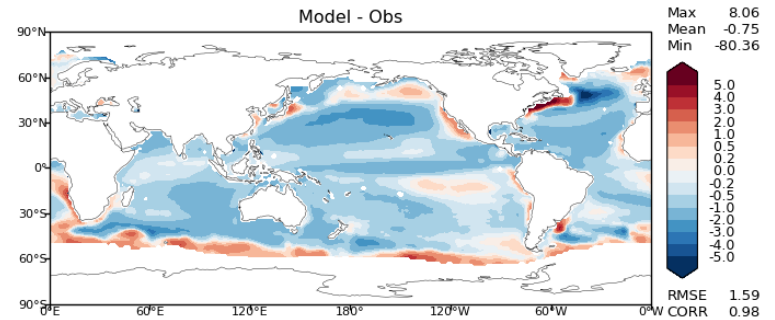 Model - Obs
Max 8.06
Mean -0.75
Min -80.36
90°N
60°N
30°N
0°
30°S
60°S
90°S
0°E
60°E
120°E
180°
120°W
60°W
0°W
5.0
4.0
3.0
2.0
1.0
0.5
0.2
0.0
-0.2
-0.5
-1.0
-2.0
-3.0
-4.0
-5.0
RMSE 1.59
CORR 0.98